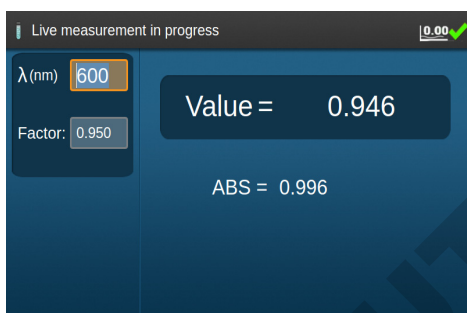 Live measurement in progress
0.00
λ(nm) 600
Factor: 0.950
Value = 0.946
ABS = 0.996